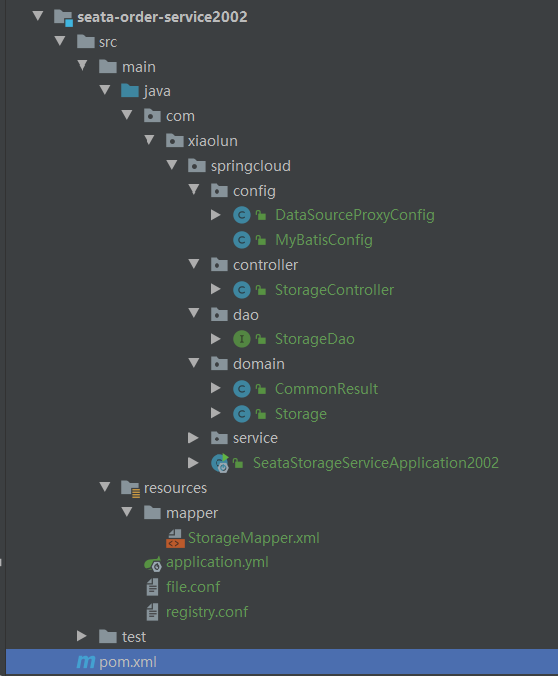 seata-order-service2002
src
main
java
com
xiaolun
springcloud
config
DataSourceProxyConfig
MyBatisConfig
controller
StorageController
dao
StorageDao
domain
CommonResult
Storage
service
SeataStorageServiceApplication2002
resources
mapper
StorageMapper.xml
application.yml
file.conf
registry.conf
test
pom.xml